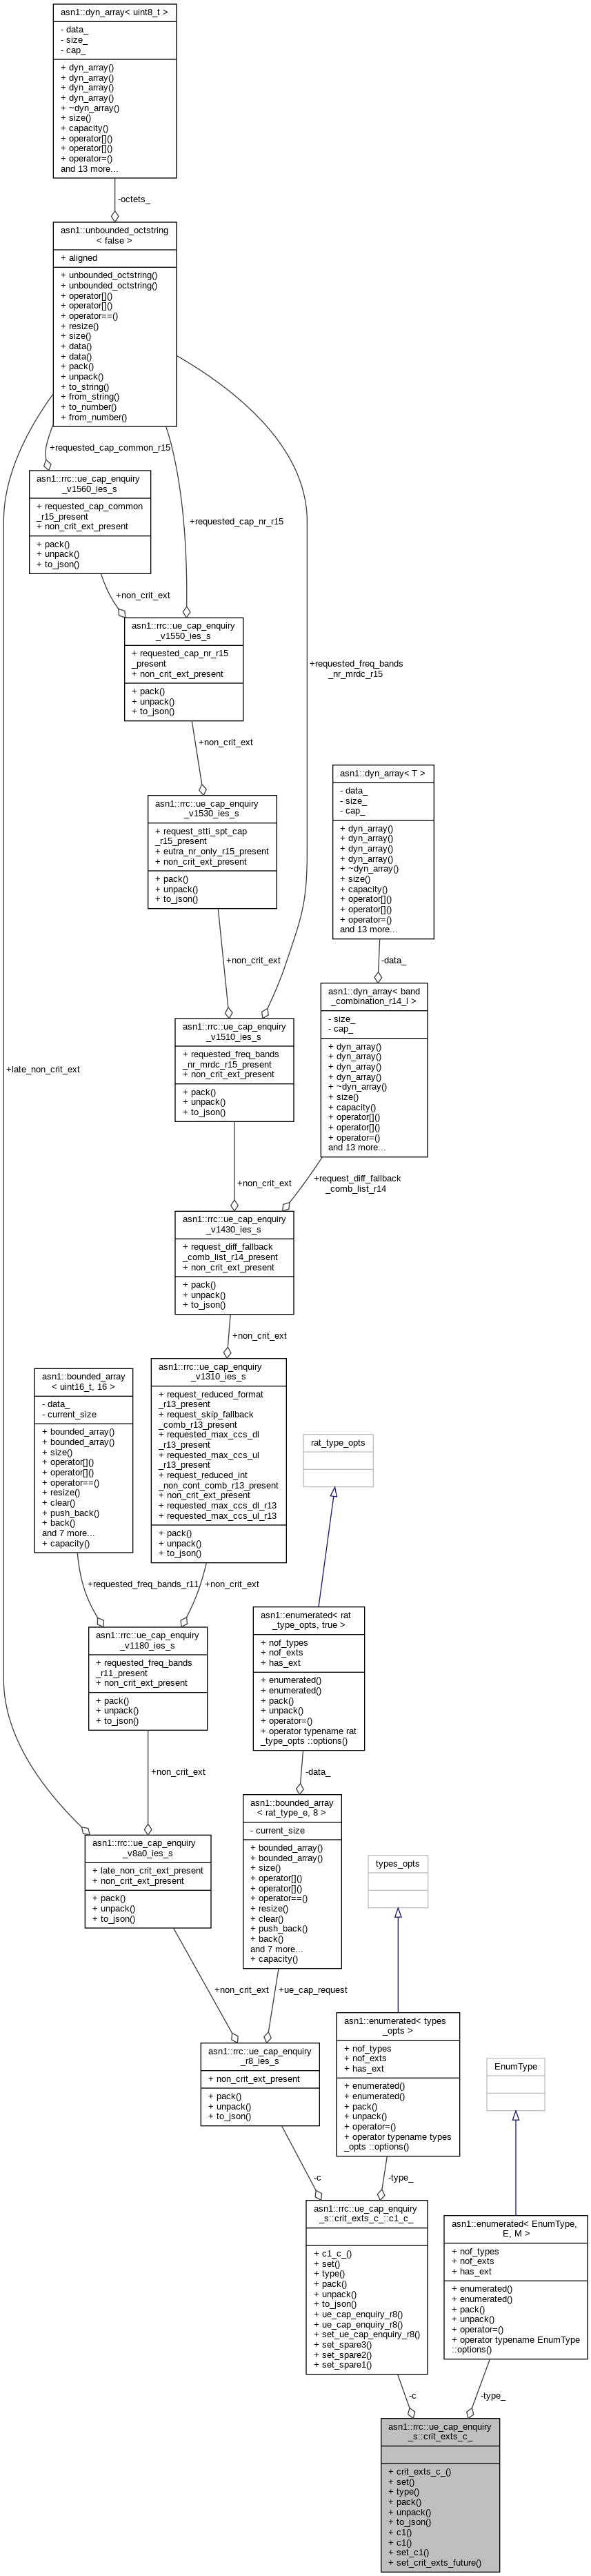 asn1::dyn_array< uint8_t >
- data_
- size_
- cap_
+ dyn_array()
+ dyn_array()
+ dyn_array()
+ dyn_array()
+ ~dyn_array()
+ size()
+ capacity()
+ operator[]()
+ operator[]()
+ operator=()
and 13 more...
-octets_
asn1::unbounded_octstring
< false >
+ aligned
+ unbounded_octstring()
+ unbounded_octstring()
+ operator[]()
+ operator[]()
+ operator==()
+ resize()
+ size()
+ data()
+ data()
+ pack()
+ unpack()
+ to_string()
+ from_string()
+ to_number()
+ from_number()
+requested_cap_common_r15
asn1::rrc::ue_cap_enquiry
_v1560_ies_s
+ requested_cap_common
_r15_present
+ non_crit_ext_present
+ pack()
+ unpack()
+ to_json()
+requested_cap_nr_r15
+non_crit_ext
asn1::rrc::ue_cap_enquiry
_v1550_ies_s
+ requested_cap_nr_r15
_present
+ non_crit_ext_present
+ pack()
+ unpack()
+ to_json()
+requested_freq_bands
_nr_mrdc_r15
+non_crit_ext
asn1::rrc::ue_cap_enquiry
_v1530_ies_s
+ request_stti_spt_cap
_r15_present
+ eutra_nr_only_r15_present
+ non_crit_ext_present
+ pack()
+ unpack()
+ to_json()
asn1::dyn_array< T >
- data_
- size_
- cap_
+ dyn_array()
+ dyn_array()
+ dyn_array()
+ dyn_array()
+ ~dyn_array()
+ size()
+ capacity()
+ operator[]()
+ operator[]()
+ operator=()
and 13 more...
+non_crit_ext
-data_
asn1::dyn_array< band
_combination_r14_l >
- size_
- cap_
+ dyn_array()
+ dyn_array()
+ dyn_array()
+ dyn_array()
+ ~dyn_array()
+ size()
+ capacity()
+ operator[]()
+ operator[]()
+ operator=()
and 13 more...
asn1::rrc::ue_cap_enquiry
_v1510_ies_s
+ requested_freq_bands
_nr_mrdc_r15_present
+ non_crit_ext_present
+ pack()
+ unpack()
+ to_json()
+late_non_crit_ext
+non_crit_ext
+request_diff_fallback
_comb_list_r14
asn1::rrc::ue_cap_enquiry
_v1430_ies_s
+ request_diff_fallback
_comb_list_r14_present
+ non_crit_ext_present
+ pack()
+ unpack()
+ to_json()
+non_crit_ext
asn1::bounded_array
< uint16_t, 16 >
- data_
- current_size
+ bounded_array()
+ bounded_array()
+ size()
+ operator[]()
+ operator[]()
+ operator==()
+ resize()
+ clear()
+ push_back()
+ back()
and 7 more...
+ capacity()
asn1::rrc::ue_cap_enquiry
_v1310_ies_s
+ request_reduced_format
_r13_present
+ request_skip_fallback
_comb_r13_present
+ requested_max_ccs_dl
_r13_present
+ requested_max_ccs_ul
_r13_present
+ request_reduced_int
_non_cont_comb_r13_present
+ non_crit_ext_present
+ requested_max_ccs_dl_r13
+ requested_max_ccs_ul_r13
+ pack()
+ unpack()
+ to_json()
rat_type_opts
+requested_freq_bands_r11
+non_crit_ext
asn1::rrc::ue_cap_enquiry
_v1180_ies_s
+ requested_freq_bands
_r11_present
+ non_crit_ext_present
+ pack()
+ unpack()
+ to_json()
asn1::enumerated< rat
_type_opts, true >
+ nof_types
+ nof_exts
+ has_ext
+ enumerated()
+ enumerated()
+ pack()
+ unpack()
+ operator=()
+ operator typename rat
_type_opts ::options()
+non_crit_ext
-data_
asn1::rrc::ue_cap_enquiry
_v8a0_ies_s
+ late_non_crit_ext_present
+ non_crit_ext_present
+ pack()
+ unpack()
+ to_json()
asn1::bounded_array
< rat_type_e, 8 >
- current_size
+ bounded_array()
+ bounded_array()
+ size()
+ operator[]()
+ operator[]()
+ operator==()
+ resize()
+ clear()
+ push_back()
+ back()
and 7 more...
+ capacity()
types_opts
+non_crit_ext
+ue_cap_request
asn1::rrc::ue_cap_enquiry
_r8_ies_s
+ non_crit_ext_present
+ pack()
+ unpack()
+ to_json()
asn1::enumerated< types
_opts >
+ nof_types
+ nof_exts
+ has_ext
+ enumerated()
+ enumerated()
+ pack()
+ unpack()
+ operator=()
+ operator typename types
_opts ::options()
EnumType
-c
-type_
asn1::rrc::ue_cap_enquiry
_s::crit_exts_c_::c1_c_
+ c1_c_()
+ set()
+ type()
+ pack()
+ unpack()
+ to_json()
+ ue_cap_enquiry_r8()
+ ue_cap_enquiry_r8()
+ set_ue_cap_enquiry_r8()
+ set_spare3()
+ set_spare2()
+ set_spare1()
asn1::enumerated< EnumType,
E, M >
+ nof_types
+ nof_exts
+ has_ext
+ enumerated()
+ enumerated()
+ pack()
+ unpack()
+ operator=()
+ operator typename EnumType
::options()
-c
-type_
asn1::rrc::ue_cap_enquiry
_s::crit_exts_c_
+ crit_exts_c_()
+ set()
+ type()
+ pack()
+ unpack()
+ to_json()
+ c1()
+ c1()
+ set_c1()
+ set_crit_exts_future()